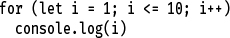 for (let i = 1; i <= 10; i++)
  console.log(i)